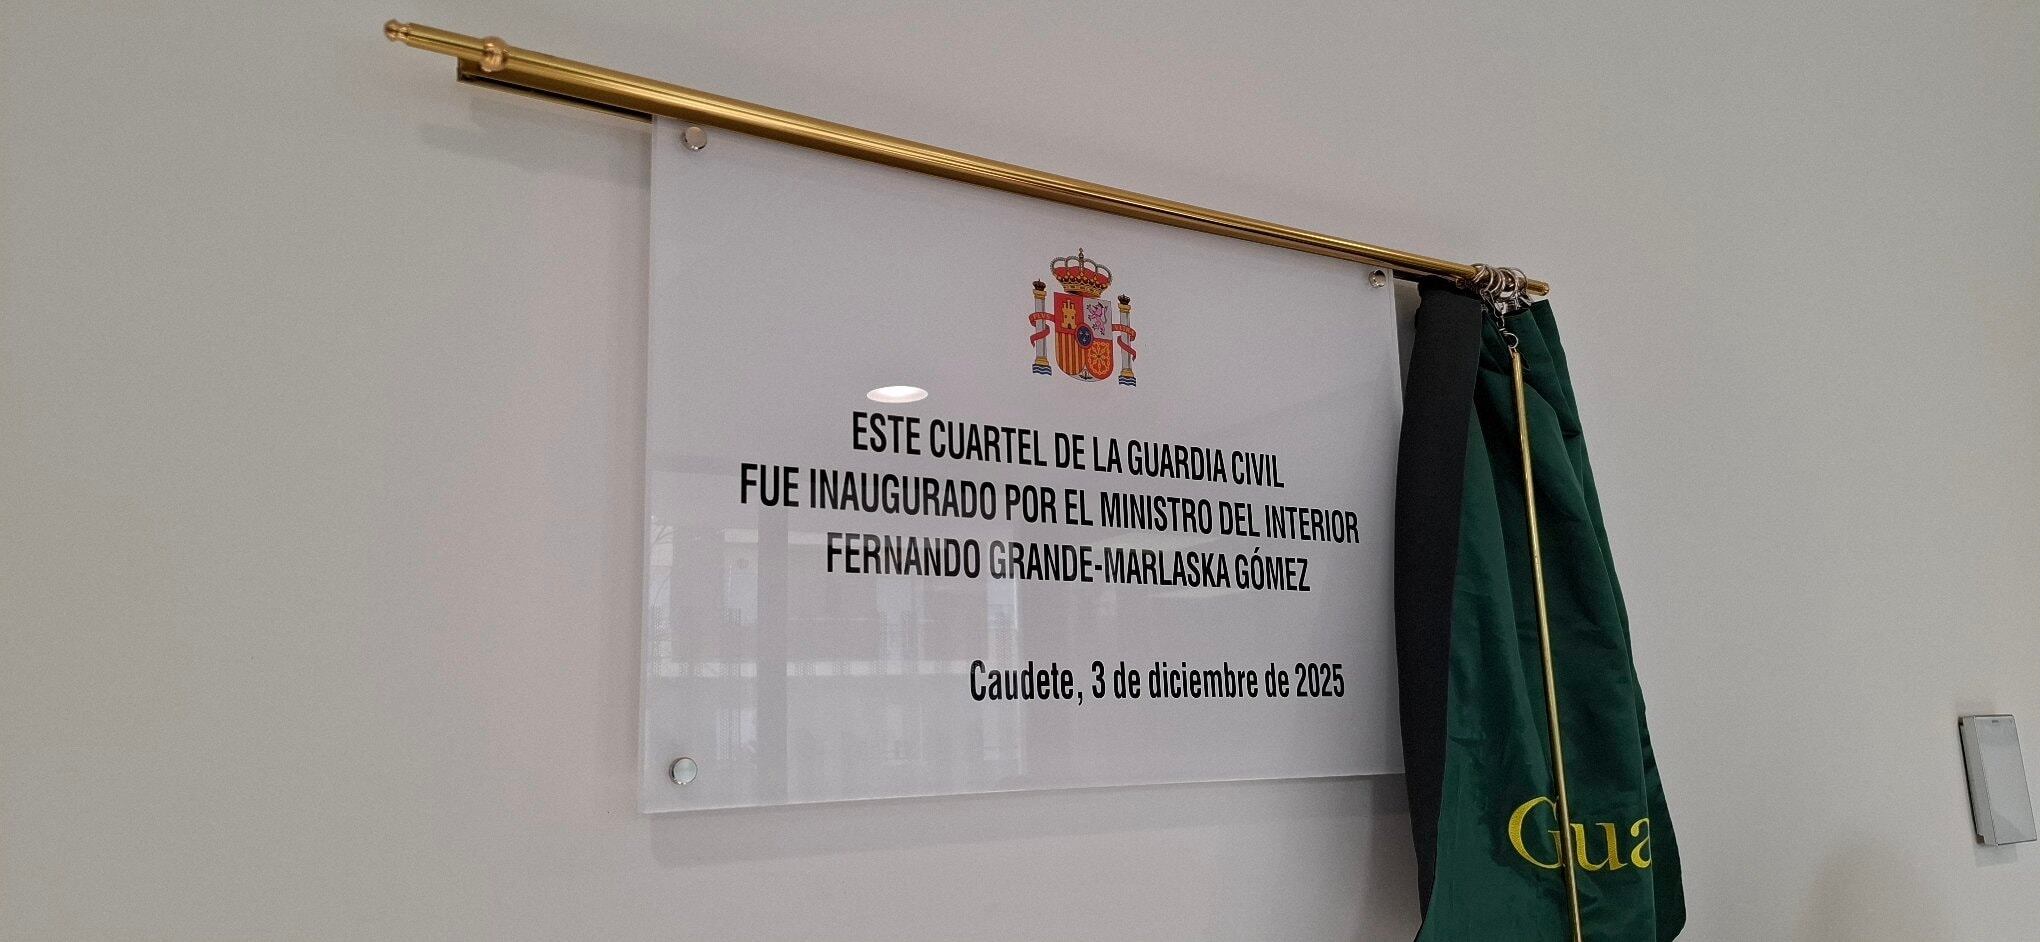 ESTE CUARTEL DE LA GUARDIA CIVIL
FUE INAUGURADO POR EL MINISTRO DEL INTERIOR
FERNANDO GRANDE-MARLASKA GÓMEZ
Caudete, 3 de diciembre de 2025
Gua